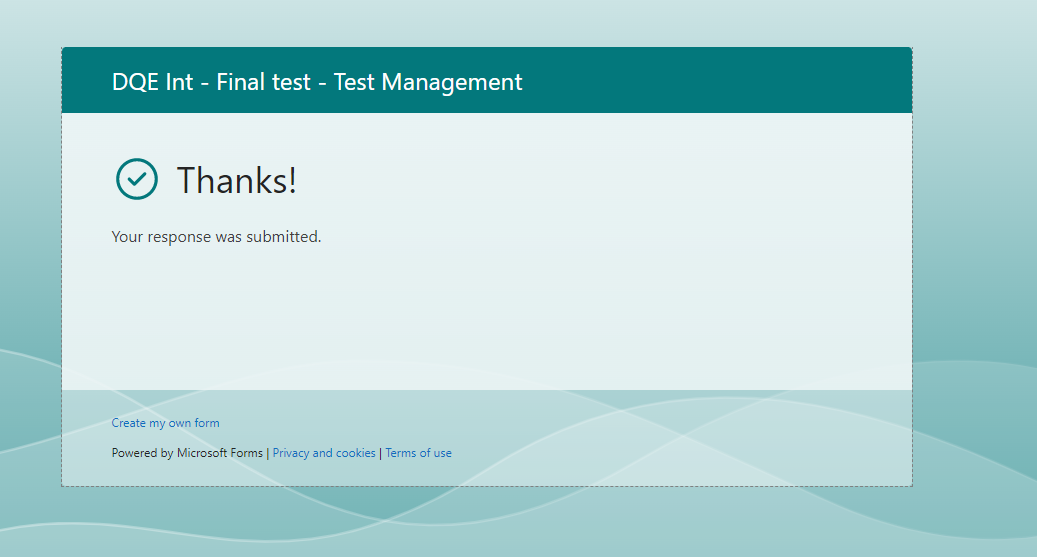 DQE Int - Final test - Test Management
Thanks!
Your response was submitted.
Create my own form
Powered by Microsoft Forms | Privacy and cookies | Terms of use